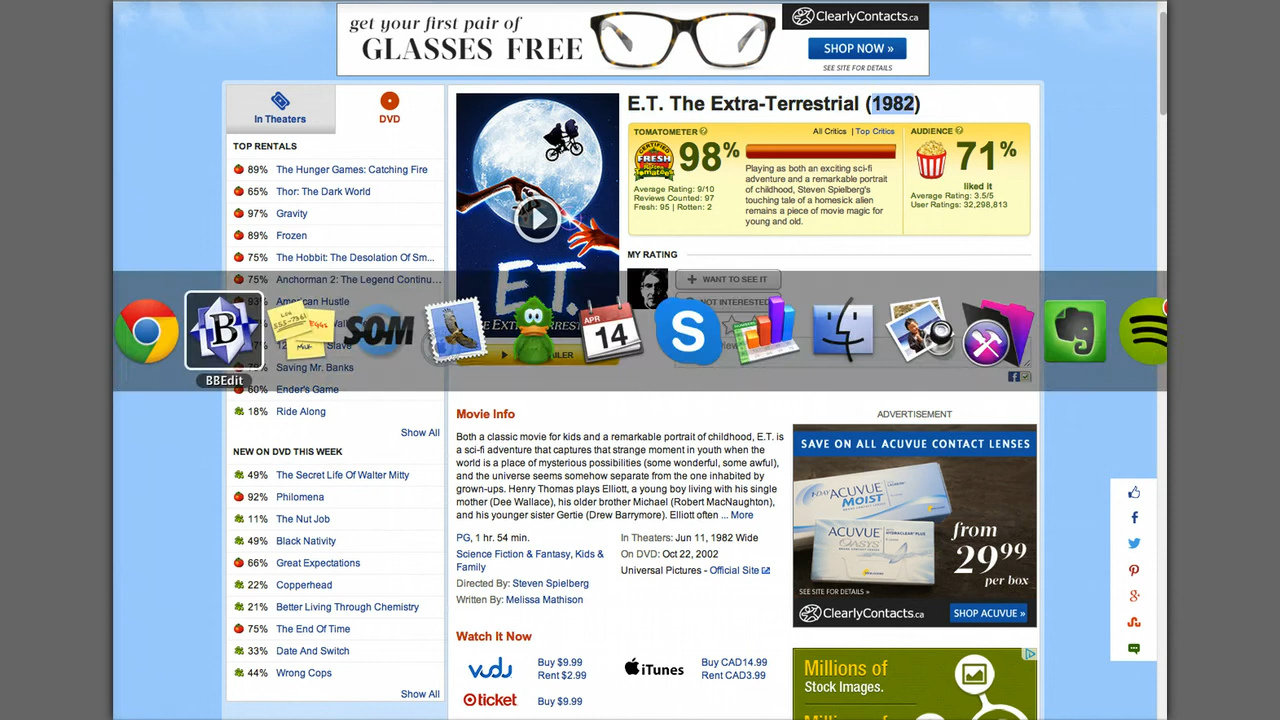 get your first pair of
GLASSES FREE
ClearlyContacts.ca
SHOP NOW »
SEE SITE FOR DETAILS
In Theaters
DVD
TOP RENTALS
89% The Hunger Games: Catching Fire
65% Thor: The Dark World
97% Gravity
89% Frozen
75% The Hobbit: The Desolation Of Sm...
75% Anchorman 2: The Legend Continu...
93% American Hustle
Saving Mr. Banks
60% Ender's Game
18% Ride Along
Show All
NEW ON DVD THIS WEEK
49% The Secret Life Of Walter Mitty
92% Philomena
11% The Nut Job
49% Black Nativity
66% Great Expectations
22% Copperhead
21% Better Living Through Chemistry
75% The End Of Time
33% Date And Switch
44% Wrong Cops
Show All
E.T. The Extra-Terrestrial (1982)
TOMATOMETER
All Critics | Top Critics
CERTIFIED
FRESH
98%
Average Rating: 9/10
Reviews Counted: 97
Fresh: 95 | Rotten: 2
Playing as both an exciting sci-fi
adventure and a remarkable portrait
of childhood, Steven Spielberg's
touching tale of a homesick alien
remains a piece of movie magic for
young and old.
AUDIENCE
71%
liked it
Average Rating: 3.5/5
User Ratings: 32,298,813
MY RATING
WANT TO SEE IT
NOT INTERESTED
E.T.
B
BBEdit
SOM
APR
14
S
Movie Info
Both a classic movie for kids and a remarkable portrait of childhood, E.T. is
a sci-fi adventure that captures that strange moment in youth when the
world is a place of mysterious possibilities (some wonderful, some awful),
and the universe seems somehow separate from the one inhabited by
grown-ups. Henry Thomas plays Elliott, a young boy living with his single
mother (Dee Wallace), his older brother Michael (Robert MacNaughton),
and his younger sister Gertie (Drew Barrymore). Elliott often ... More
PG, 1 hr. 54 min.
Science Fiction & Fantasy, Kids &
Family
Directed By: Steven Spielberg
Written By: Melissa Mathison
In Theaters: Jun 11, 1982 Wide
On DVD: Oct 22, 2002
Universal Pictures - Official Site
Watch It Now
vudu
Buy $9.99
Rent $2.99
iTunes
Buy CAD14.99
Rent CAD3.99
ticket
Buy $9.99
ADVERTISEMENT
SAVE ON ALL ACUVUE CONTACT LENSES
1-DAY ACUVUE
MOIST
ACUVUE
OASYS
from
2999
per box
SEE SITE FOR DETAILS »
ClearlyContacts.ca
SHOP ACUVUE »
Millions of
Stock Images.
Millions of